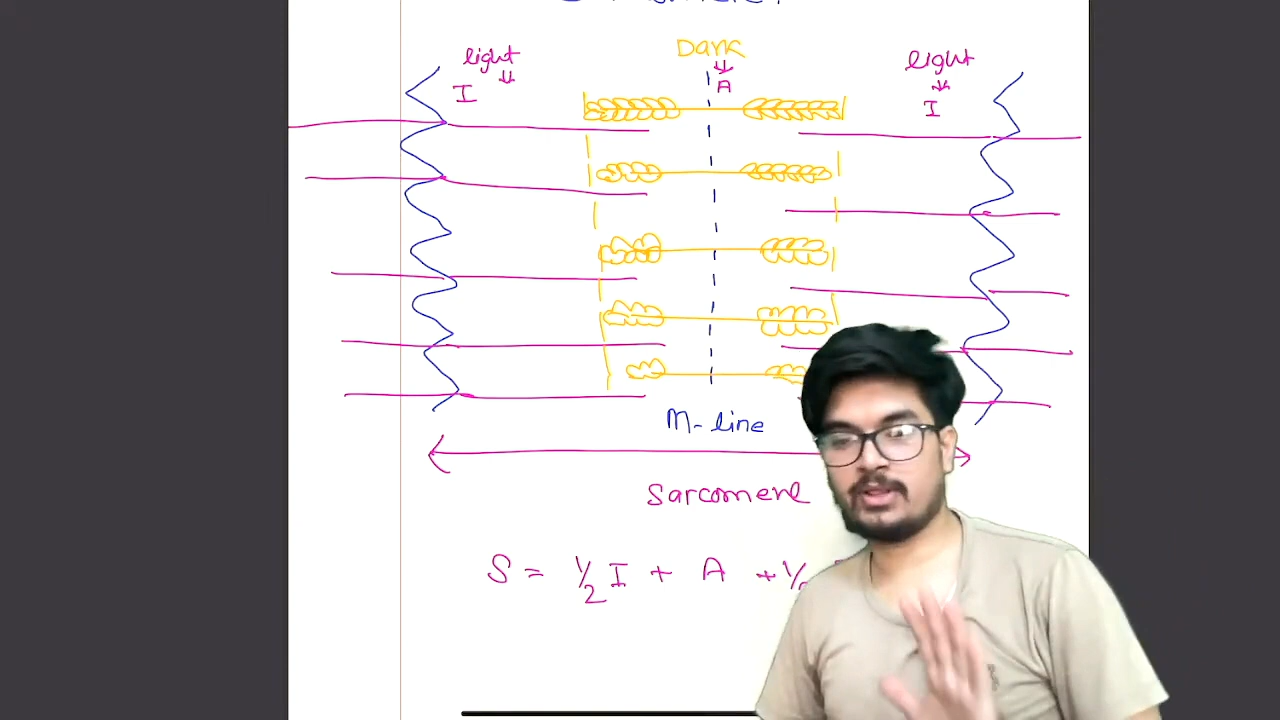 light Dark light
I A I
M-line
Sarcomere
S = 1/2 I + A + 1/2